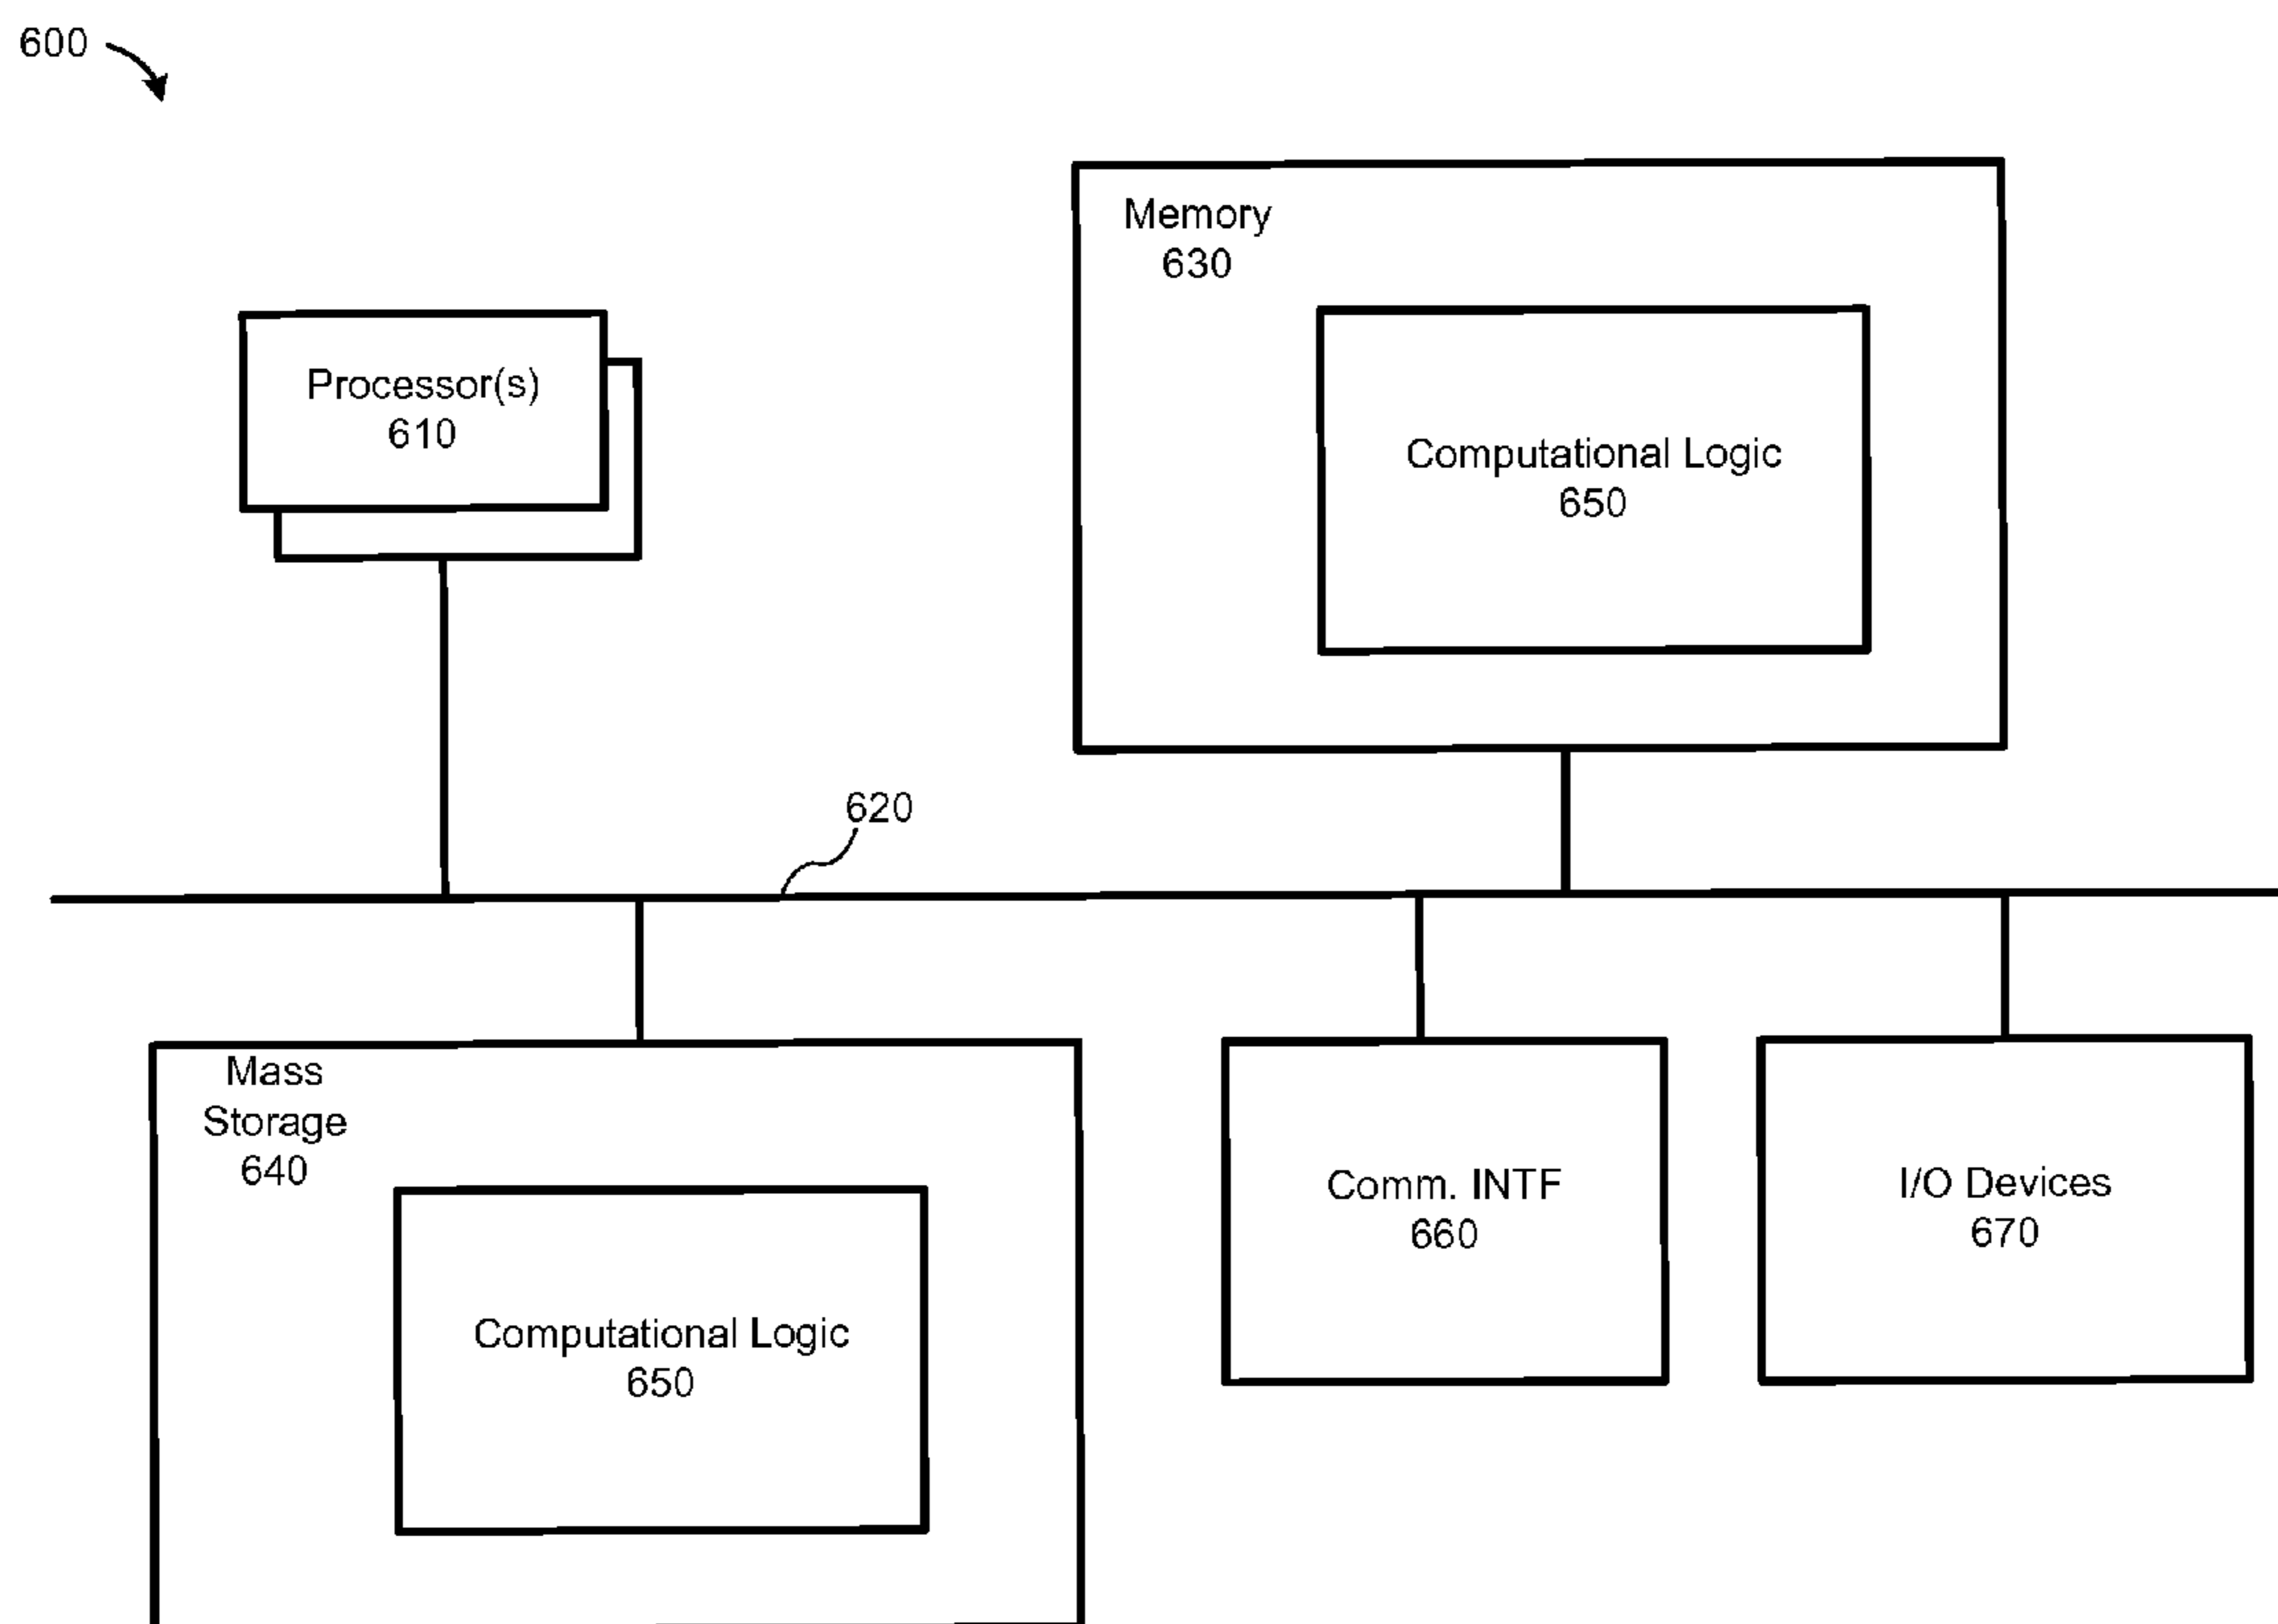 600
Memory
630
Processor(s)
610
Computational Logic
650
620
Mass
Storage
640
Comm. INTF
660
I/O Devices
670
Computational Logic
650